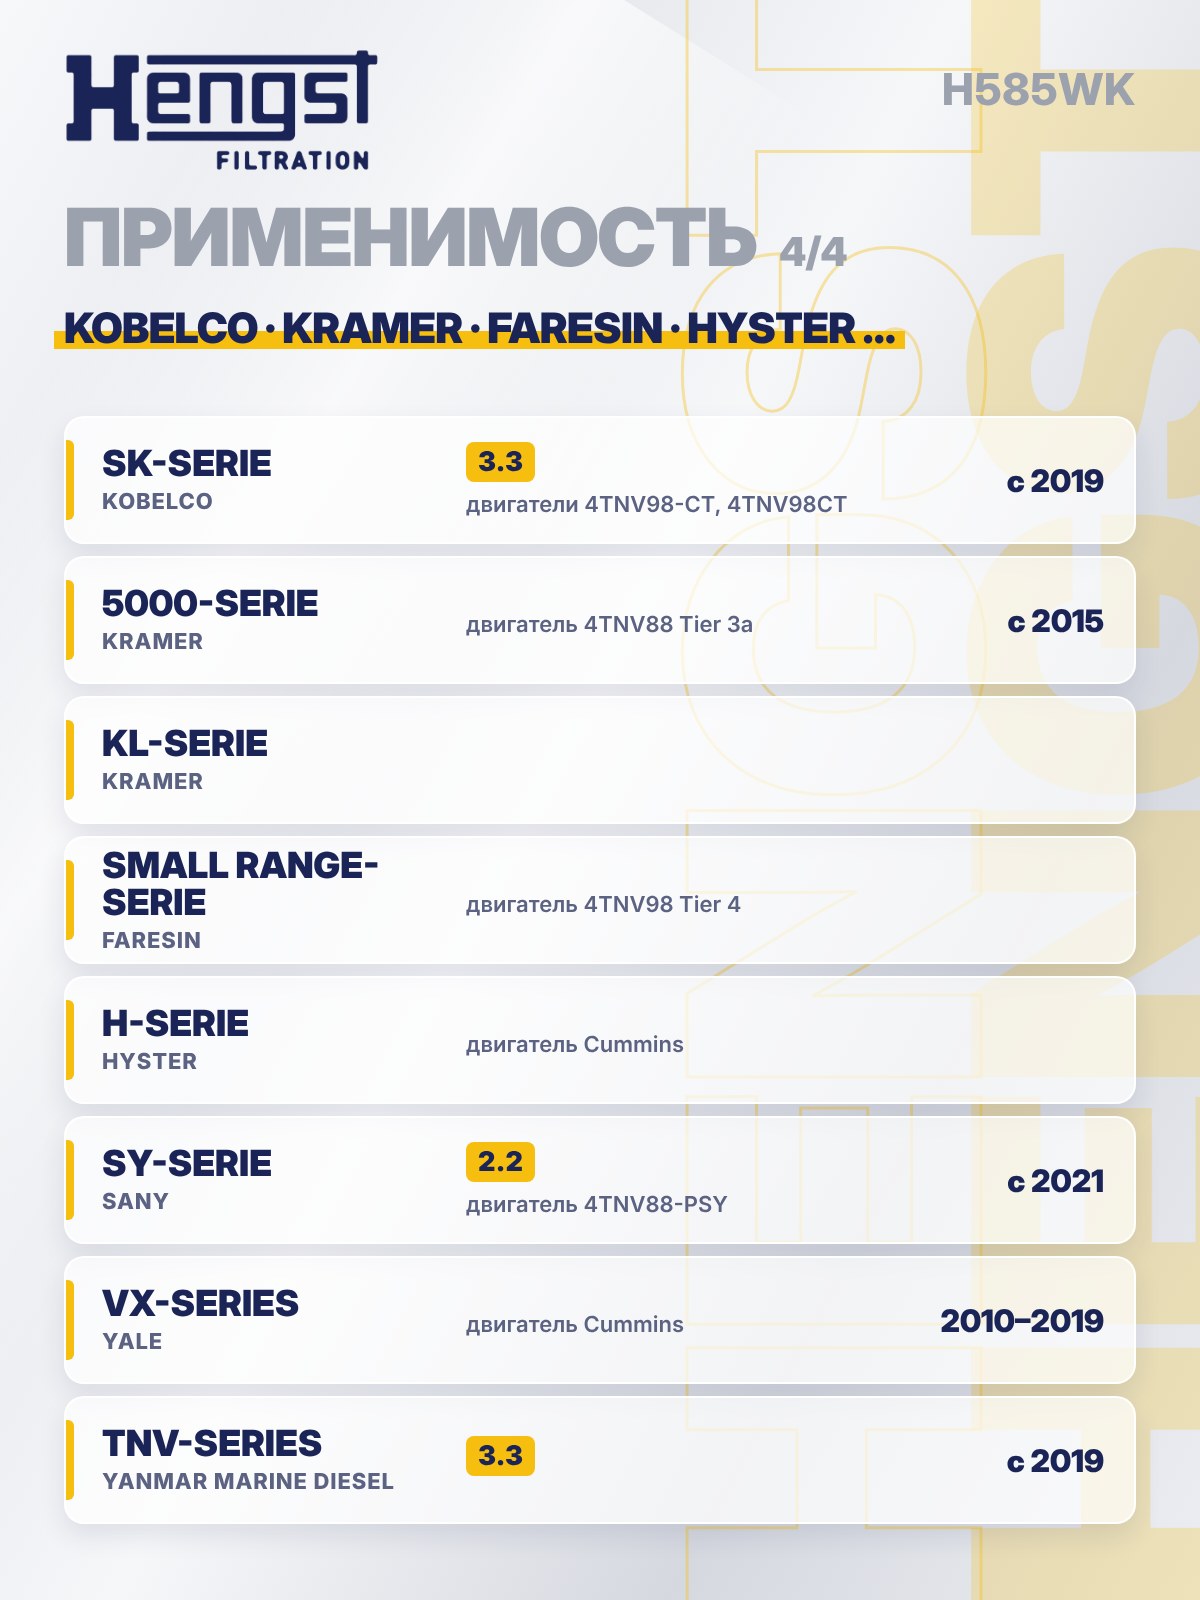 Hengst
FILTRATION
H585WK
ПРИМЕНИМОСТЬ 4/4
KOBELCO · KRAMER · FARESIN · HYSTER ...
SK-SERIE
KOBELCO
3.3
двигатели 4TNV98-CT, 4TNV98CT
с 2019
5000-SERIE
KRAMER
двигатель 4TNV88 Tier 3a
с 2015
KL-SERIE
KRAMER
SMALL RANGE-
SERIE
FARESIN
двигатель 4TNV98 Tier 4
H-SERIE
HYSTER
двигатель Cummins
SY-SERIE
SANY
2.2
двигатель 4TNV88-PSY
с 2021
VX-SERIES
YALE
двигатель Cummins
2010–2019
TNV-SERIES
YANMAR MARINE DIESEL
3.3
с 2019
HENGST
HENGST